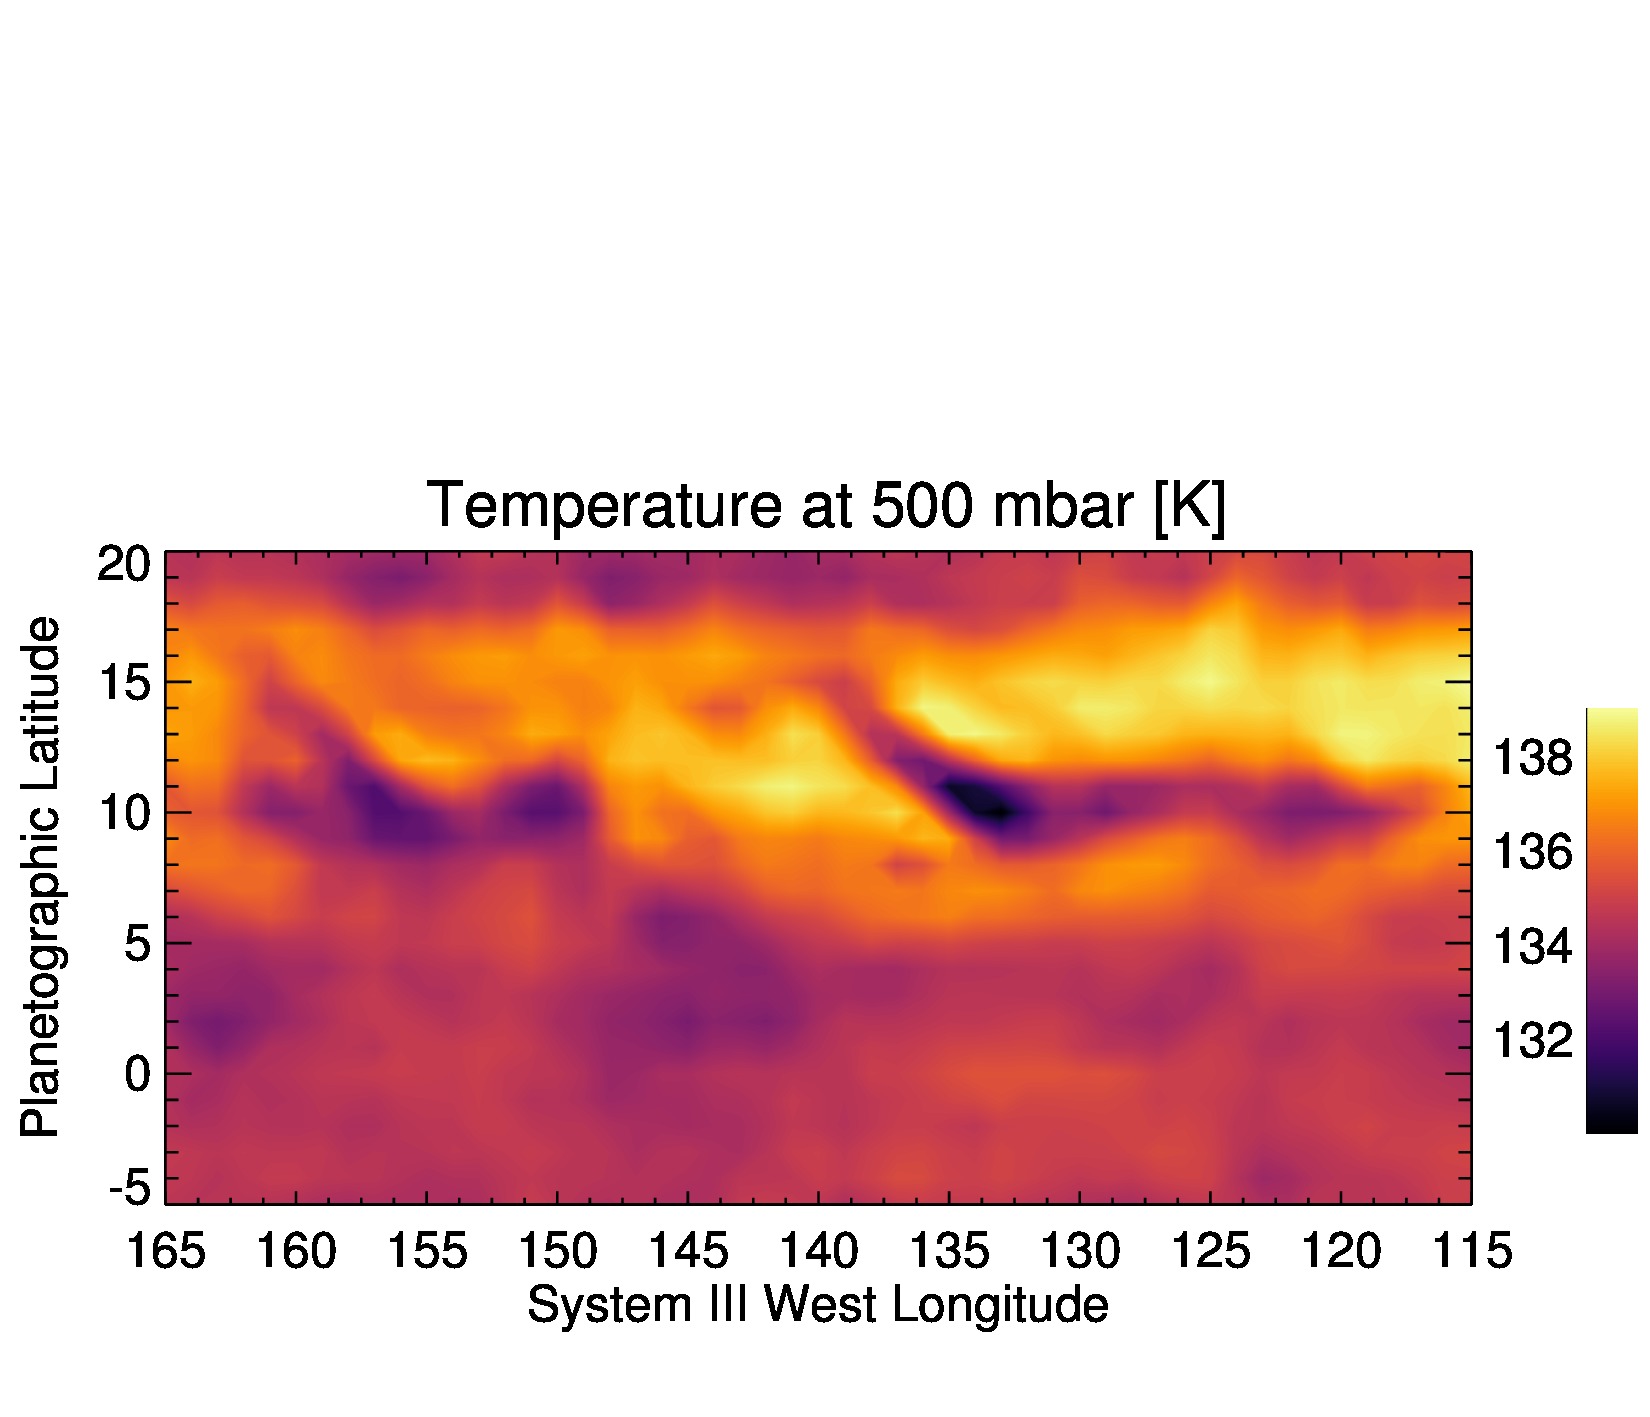 Temperature at 500 mbar [K]
20
15
10
5
0
-5
Planetographic Latitude
165 160 155 150 145 140 135 130 125 120 115
System III West Longitude
138
136
134
132